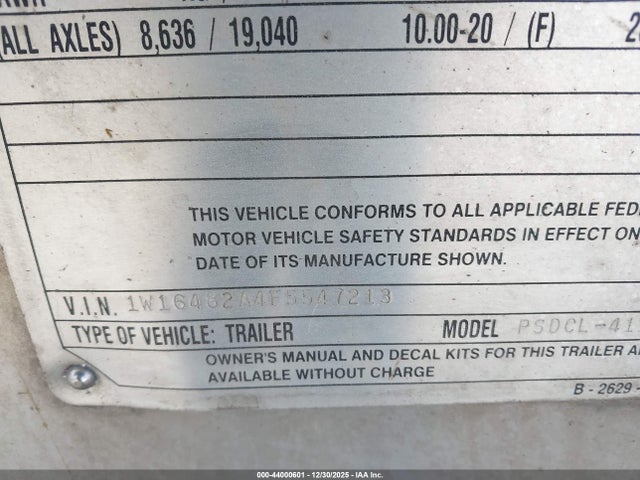 (ALL AXLES) 8,636 / 19,040 10.00-20 / (F)
THIS VEHICLE CONFORMS TO ALL APPLICABLE
MOTOR VEHICLE SAFETY STANDARDS IN EFFECT ON
DATE OF ITS MANUFACTURE SHOWN.
V.I.N. 1W16482A4F5547213
TYPE OF VEHICLE: TRAILER MODEL PSDCL-41
OWNER'S MANUAL AND DECAL KITS FOR THIS TRAILER
AVAILABLE WITHOUT CHARGE
B - 2629 -
000-44000601 - 12/30/2025 - IAA Inc.